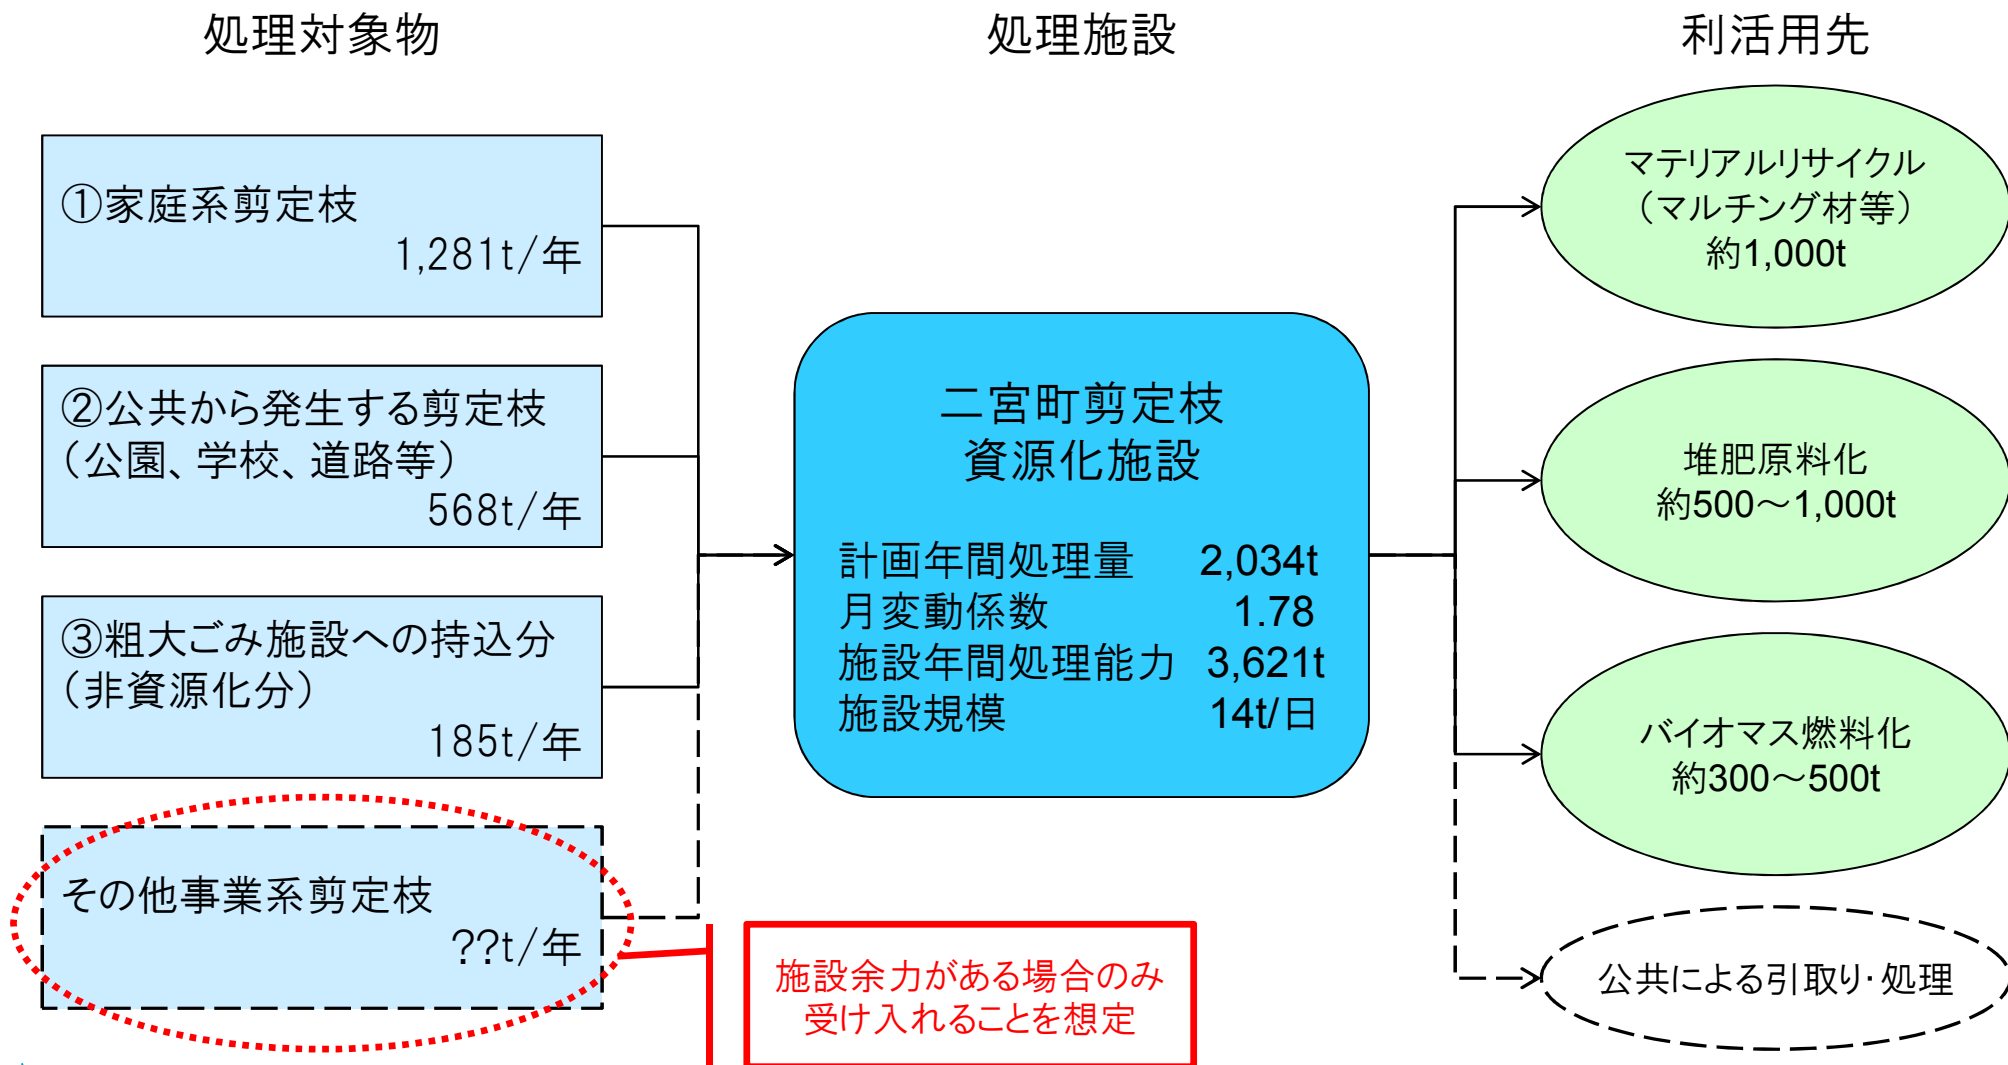 処理対象物
処理施設
利活用先
①家庭系剪定枝
1,281t/年
②公共から発生する剪定枝
（公園、学校、道路等）
568t/年
③粗大ごみ施設への持込分
（非資源化分）
185t/年
その他事業系剪定枝
??t/年
二宮町剪定枝
資源化施設
計画年間処理量 2,034t
月変動係数 1.78
施設年間処理能力 3,621t
施設規模 14t/日
施設余力がある場合のみ
受け入れることを想定
マテリアルリサイクル
（マルチング材等）
約1,000t
堆肥原料化
約500～1,000t
バイオマス燃料化
約300～500t
公共による引取り・処理